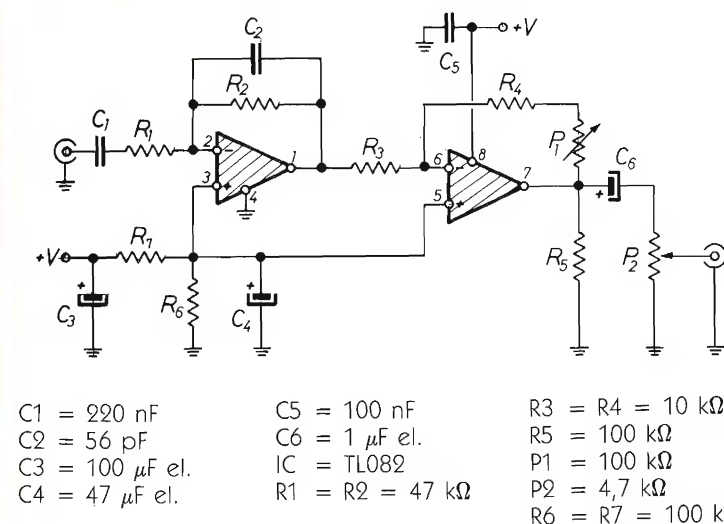 C2
R2
C1
R1
2
-
3
+
1
4
C5
+V
R4
P1
R3
6
-
5
+
8
7
C6
+
+V
R7
+
C3
R6
+
C4
R5
P2
C1 = 220 nF
C2 = 56 pF
C3 = 100 μF el.
C4 = 47 μF el.
C5 = 100 nF
C6 = 1 μF el.
IC = TL082
R1 = R2 = 47 kΩ
R3 = R4 = 10 kΩ
R5 = 100 kΩ
P1 = 100 kΩ
P2 = 4,7 kΩ
R6 = R7 = 100 k